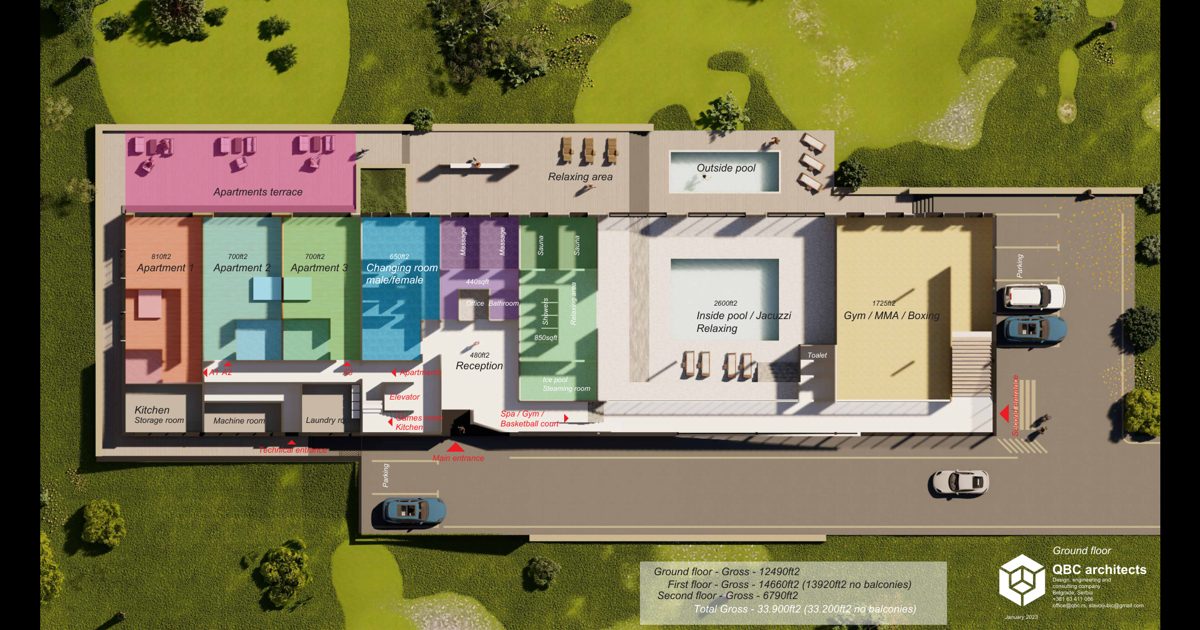 Apartments terrace
Relaxing area
Outside pool
810ft2
Apartment 1
700ft2
Apartment 2
700ft2
Apartment 3
650ft2
Changing room
male/female
Massage
Massage
440sqft
Office
Bathroom
Sauna
Sauna
Showers
Relaxing area
850sqft
Ice pool
Steaming room
2600ft2
Inside pool / Jacuzzi
Relaxing
Toalet
1725ft2
Gym / MMA / Boxing
Parking
480ft2
Reception
A1 A2
Elevator
Kitchen
Kitchen
Storage room
Machine room
Laundry
Technical entrance
Main entrance
Spa / Gym /
Basketball court
Parking
Ground floor - Gross - 12490ft2
First floor - Gross - 14660ft2 (13920ft2 no balconies)
Second floor - Gross - 6790ft2
Total Gross - 33.900ft2 (33.200ft2 no balconies)
Ground floor
QBC architects
Design, engineering and
consulting company
Belgrade, Serbia
January 2023